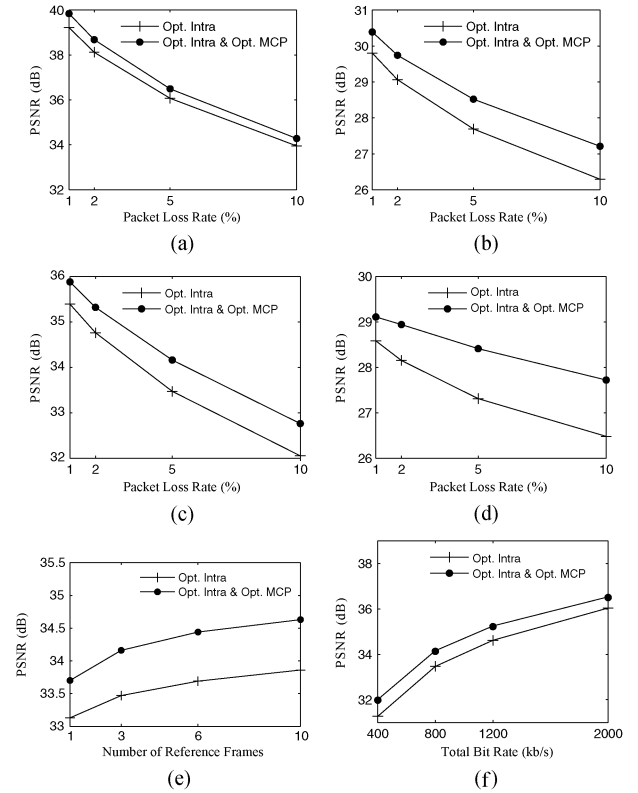 40
38
36
34
32
PSNR (dB)
Opt. Intra
Opt. Intra & Opt. MCP
1 2 5 10
Packet Loss Rate (%)
(a)
31
30
29
28
27
26
PSNR (dB)
Opt. Intra
Opt. Intra & Opt. MCP
1 2 5 10
Packet Loss Rate (%)
(b)
36
35
34
33
32
PSNR (dB)
Opt. Intra
Opt. Intra & Opt. MCP
1 2 5 10
Packet Loss Rate (%)
(c)
30
29
28
27
26
PSNR (dB)
Opt. Intra
Opt. Intra & Opt. MCP
1 2 5 10
Packet Loss Rate (%)
(d)
35.5
35
34.5
34
33.5
33
PSNR (dB)
Opt. Intra
Opt. Intra & Opt. MCP
1 3 6 10
Number of Reference Frames
(e)
38
36
34
32
PSNR (dB)
Opt. Intra
Opt. Intra & Opt. MCP
400 800 1200 2000
Total Bit Rate (kb/s)
(f)